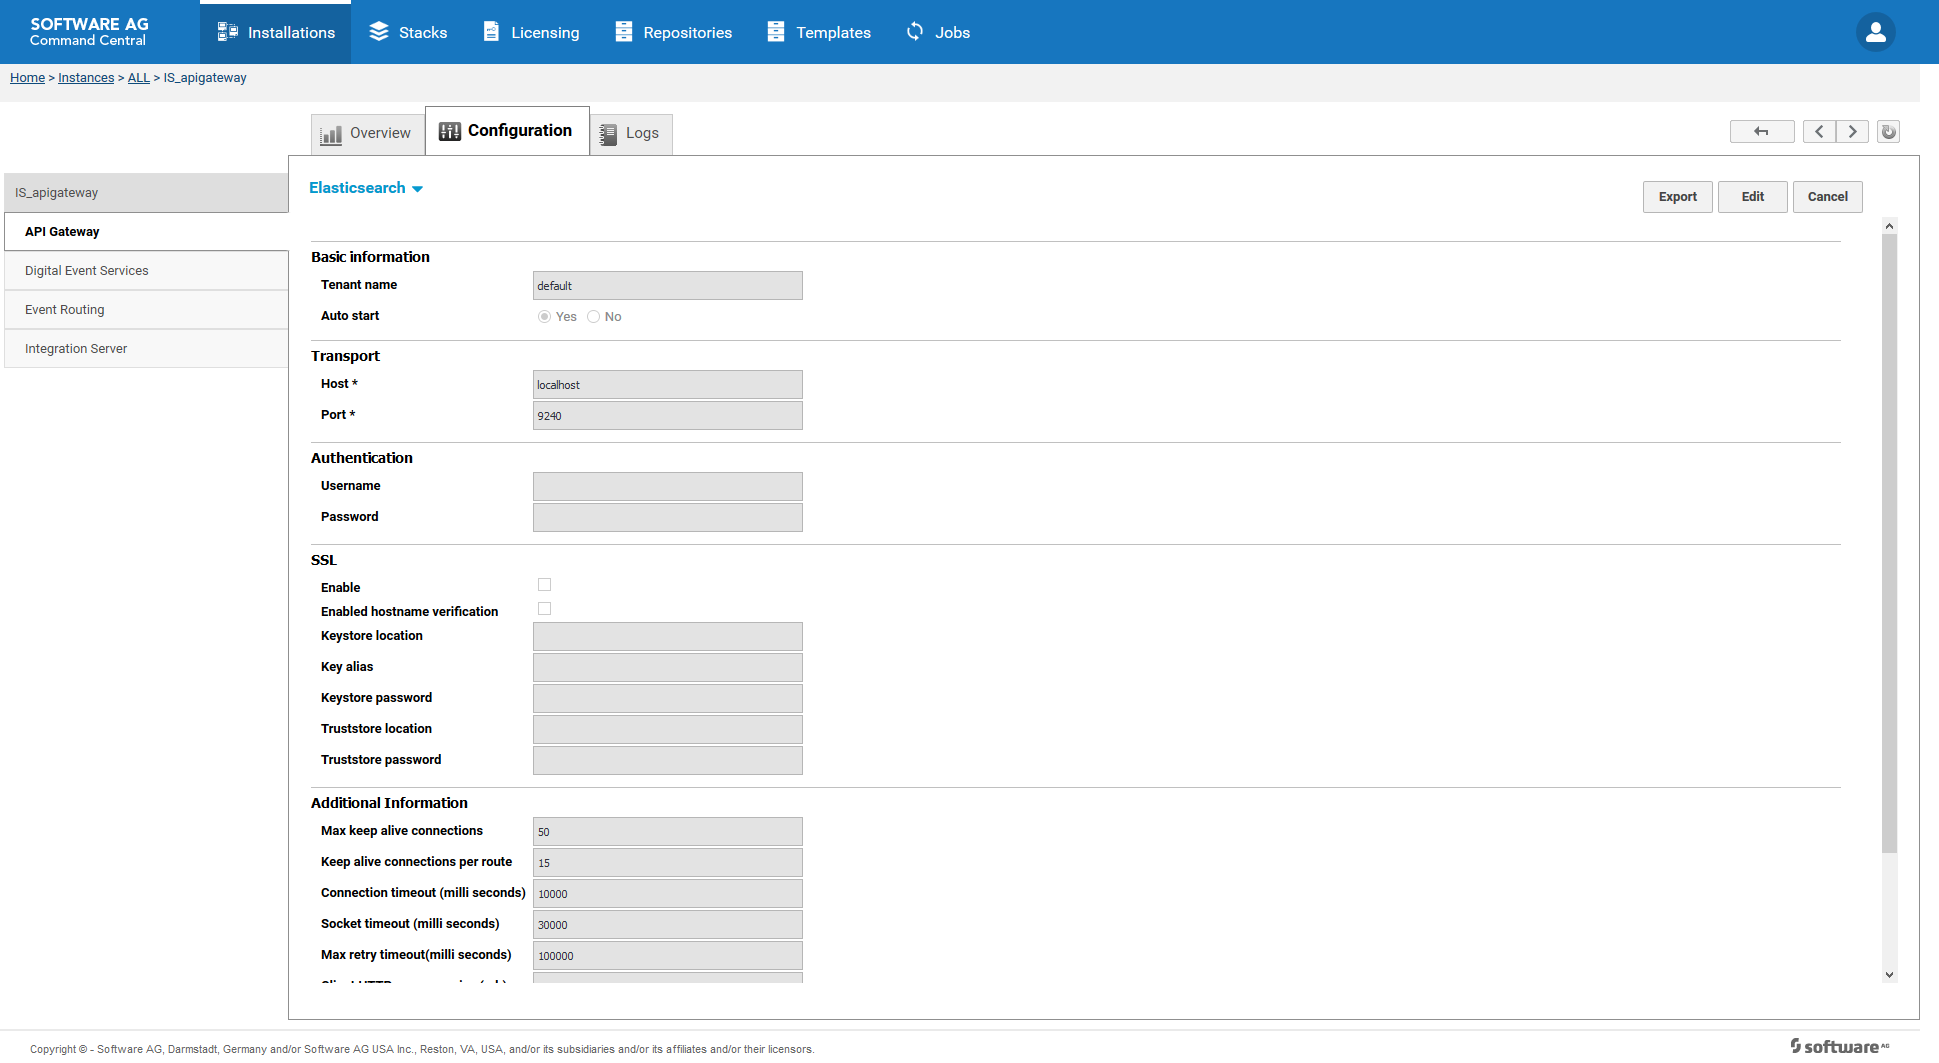 SOFTWARE AG
Command Central
Installations
Stacks
Licensing
Repositories
Templates
Jobs
Home > Instances > ALL > IS_apigateway
Overview
Configuration
Logs
IS_apigateway
API Gateway
Digital Event Services
Event Routing
Integration Server
Elasticsearch
Export
Edit
Cancel
Basic information
Tenant name default
Auto start Yes No
Transport
Host * localhost
Port * 9240
Authentication
Username
Password
SSL
Enable
Enabled hostname verification
Keystore location
Key alias
Keystore password
Truststore location
Truststore password
Additional Information
Max keep alive connections 50
Keep alive connections per route 15
Connection timeout (milli seconds) 10000
Socket timeout (milli seconds) 30000
Max retry timeout(milli seconds) 100000
Copyright © - Software AG, Darmstadt, Germany and/or Software AG USA Inc., Reston, VA, USA, and/or its subsidiaries and/or its affiliates and/or their licensors.
software AG